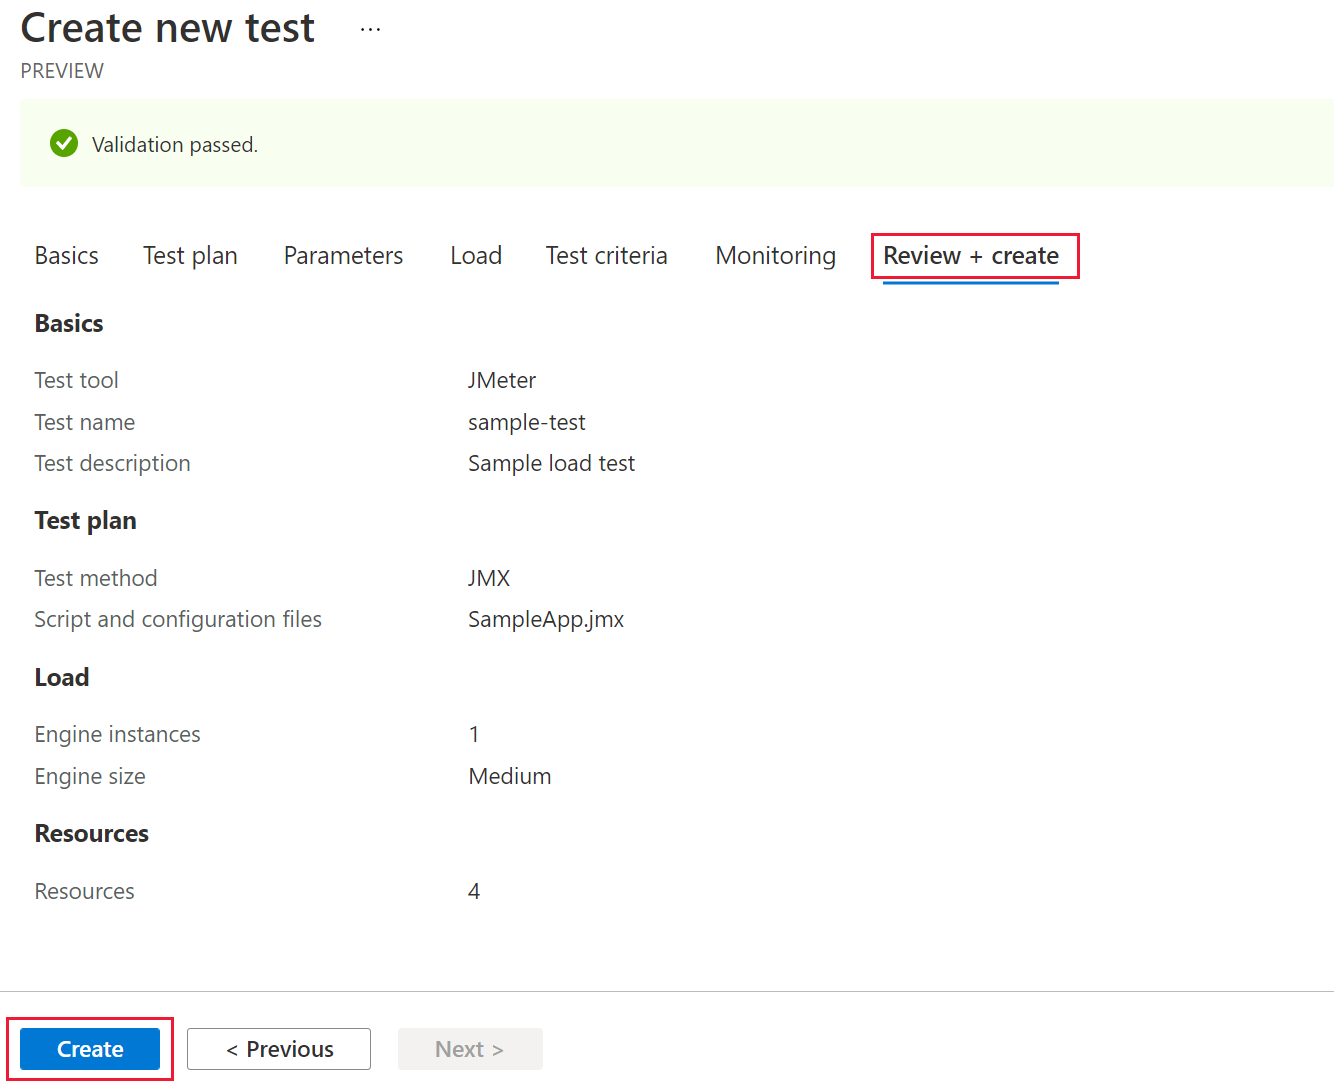 Create new test ...
PREVIEW
Validation passed.
Basics Test plan Parameters Load Test criteria Monitoring Review + create
Basics
Test tool JMeter
Test name sample-test
Test description Sample load test
Test plan
Test method JMX
Script and configuration files SampleApp.jmx
Load
Engine instances 1
Engine size Medium
Resources
Resources 4
Create < Previous Next >